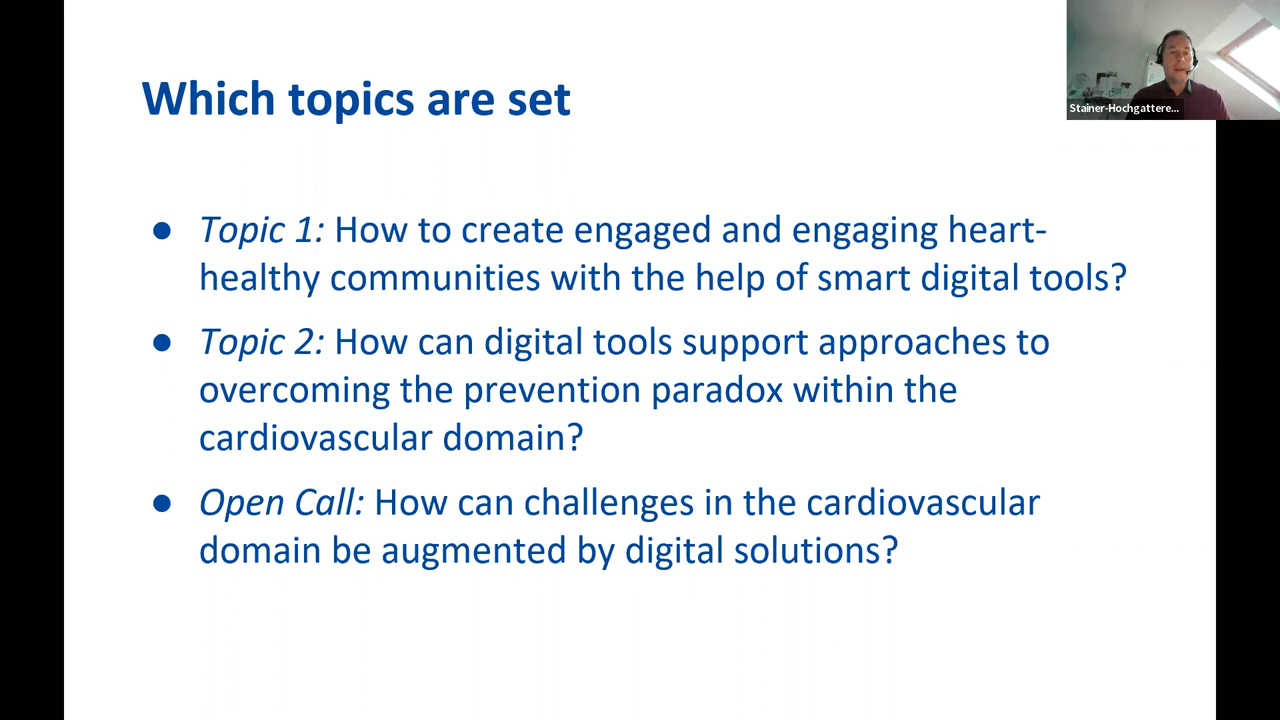 Which topics are set
Stainer-Hochgattere...
● Topic 1: How to create engaged and engaging heart-
healthy communities with the help of smart digital tools?
● Topic 2: How can digital tools support approaches to
overcoming the prevention paradox within the
cardiovascular domain?
● Open Call: How can challenges in the cardiovascular
domain be augmented by digital solutions?